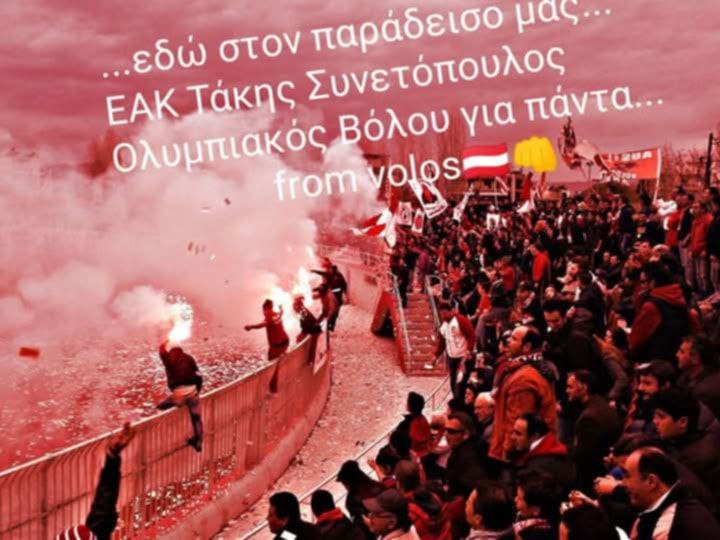 ...εδώ στον παράδεισο μας...
ΕΑΚ Τάκης Συνετόπουλος
Ολυμπιακός Βόλου για πάντα...
from volos🇦🇹👊